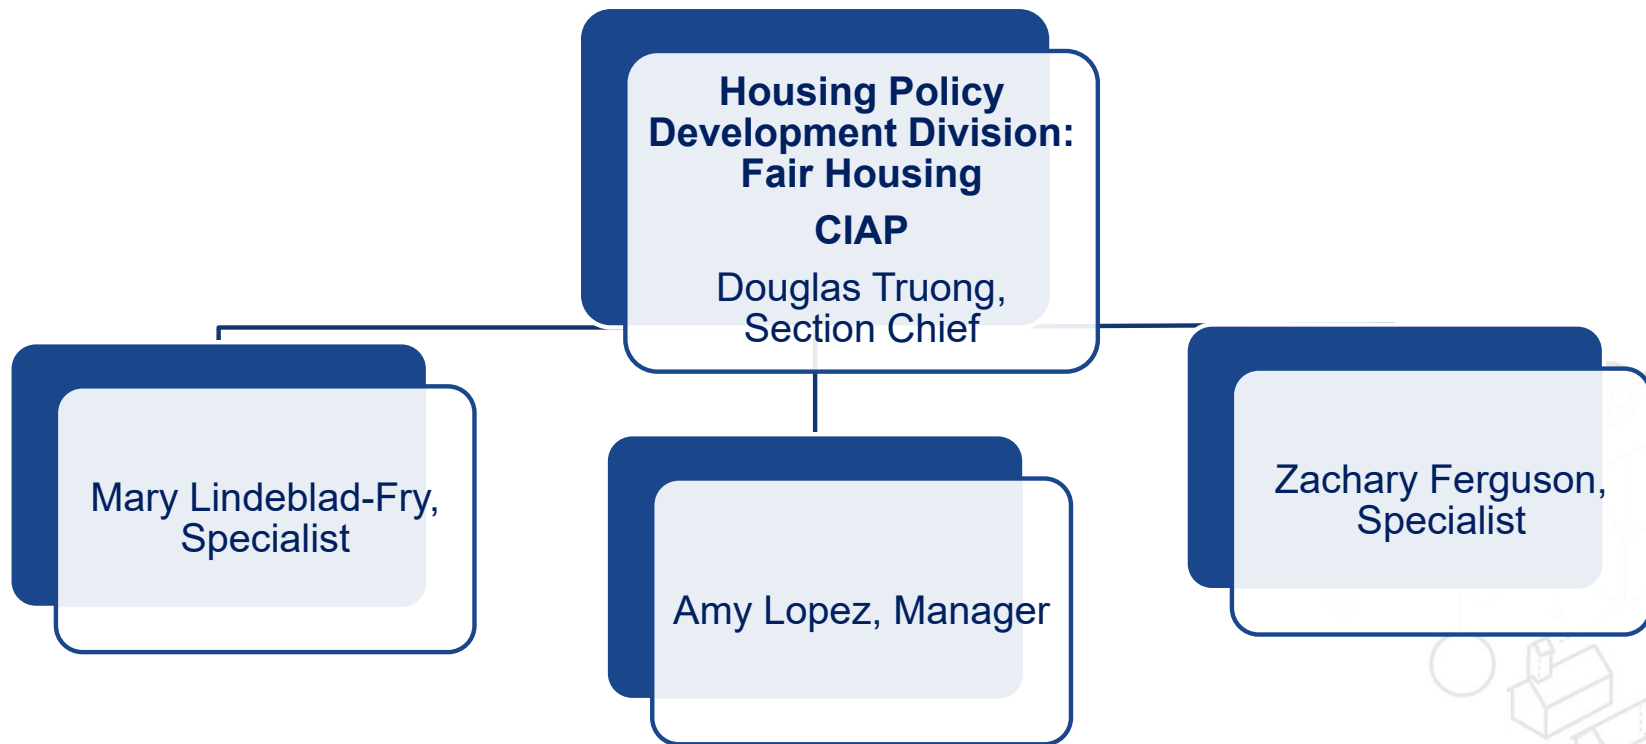 Housing Policy
Development Division:
Fair Housing
CIAP
Douglas Truong,
Section Chief
Mary Lindeblad-Fry,
Specialist
Amy Lopez, Manager
Zachary Ferguson,
Specialist